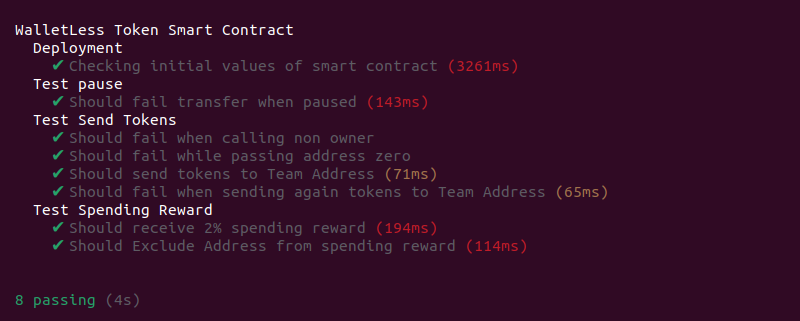 WalletLess Token Smart Contract
Deployment
✔ Checking initial values of smart contract (3261ms)
Test pause
✔ Should fail transfer when paused (143ms)
Test Send Tokens
✔ Should fail when calling non owner
✔ Should fail while passing address zero
✔ Should send tokens to Team Address (71ms)
✔ Should fail when sending again tokens to Team Address (65ms)
Test Spending Reward
✔ Should receive 2% spending reward (194ms)
✔ Should Exclude Address from spending reward (114ms)
8 passing (4s)